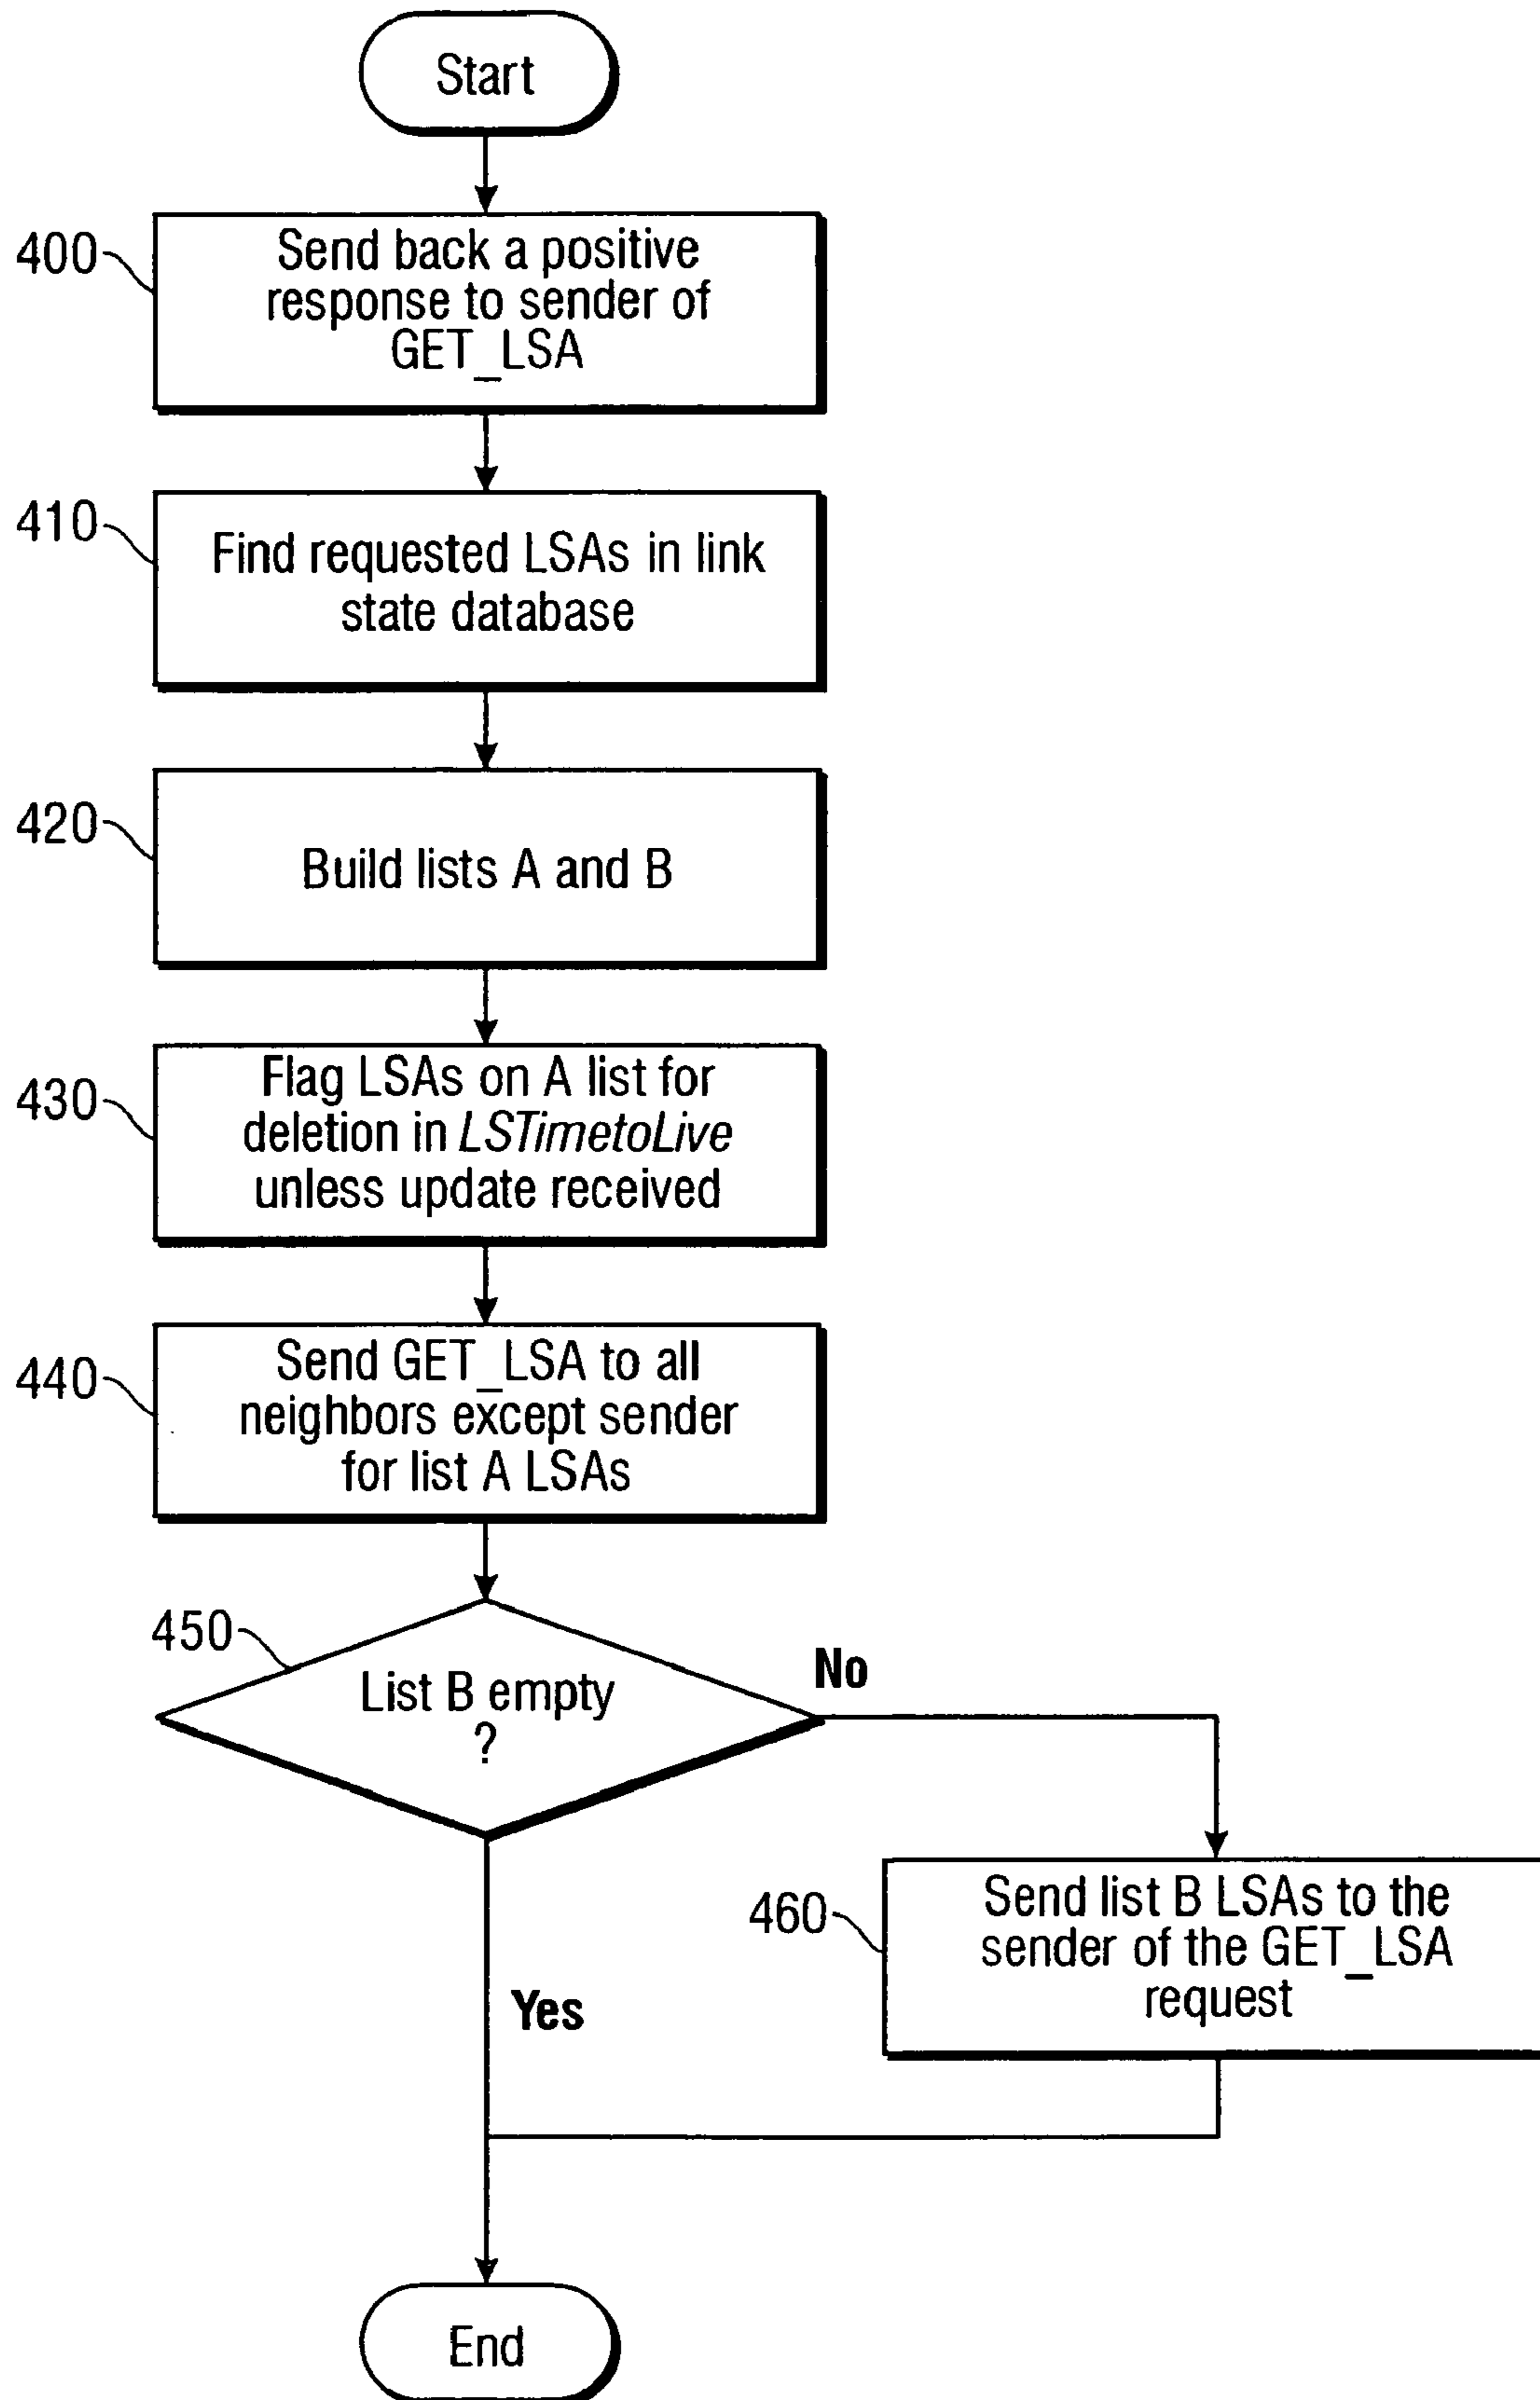 Start
400
Send back a positive
response to sender of
GET_LSA
410
Find requested LSAs in link
state database
420
Build lists A and B
430
Flag LSAs on A list for
deletion in LSTimetoLive
unless update received
440
Send GET_LSA to all
neighbors except sender
for list A LSAs
450
List B empty
?
No
460
Send list B LSAs to the
sender of the GET_LSA
request
Yes
End